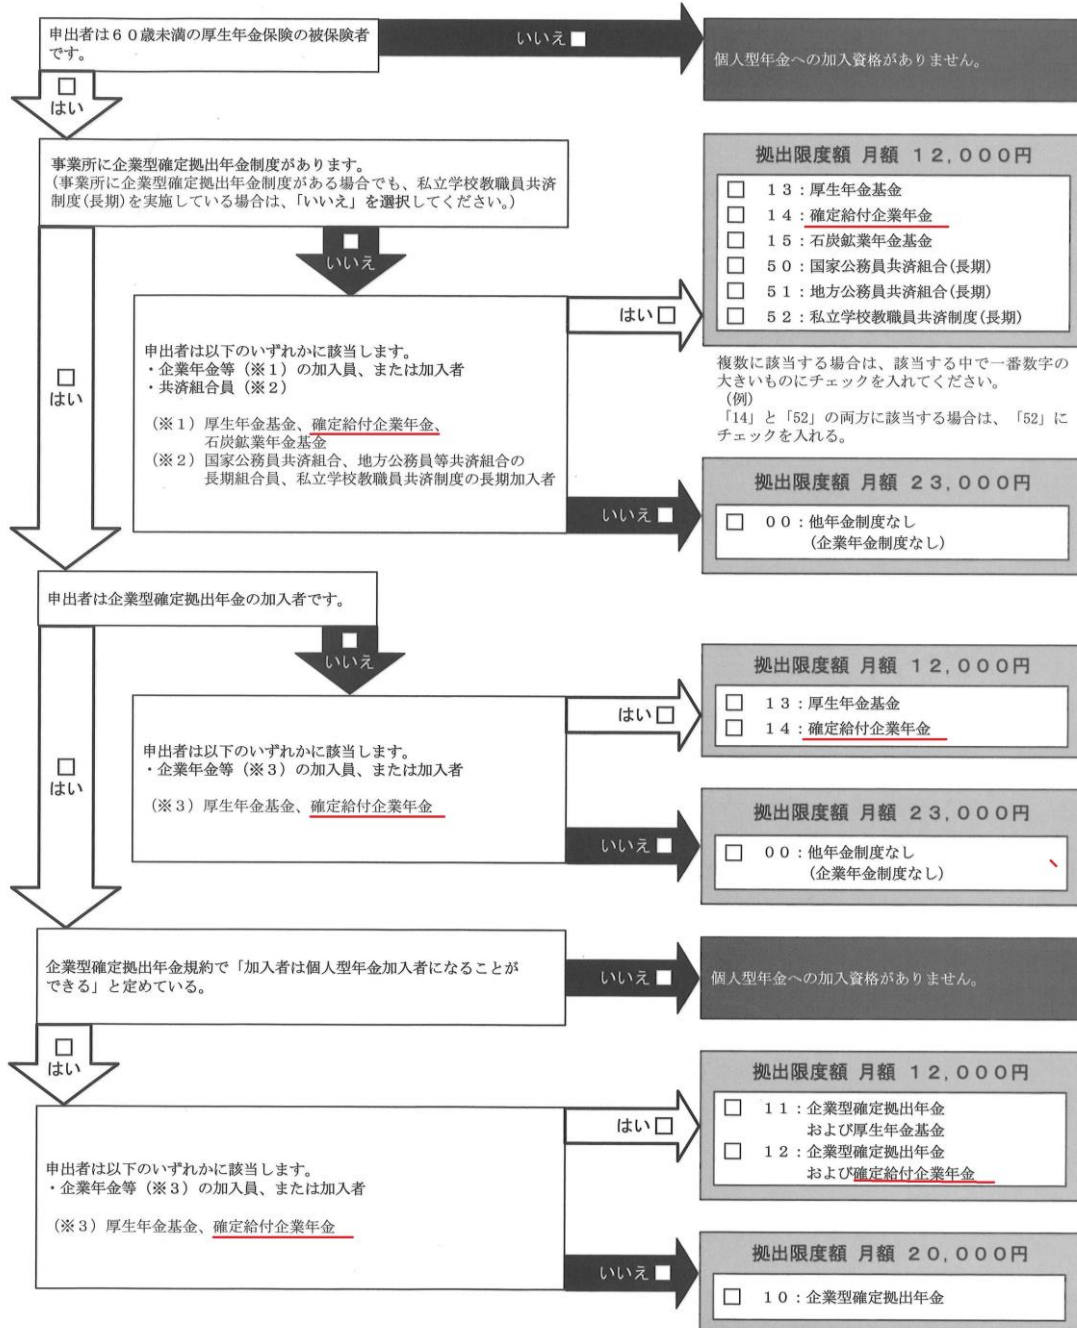 申出者は60歳未満の厚生年金保険の被保険者
です。
いいえ
個人型年金への加入資格がありません。
はい
事業所に企業型確定拠出年金制度があります。
(事業所に企業型確定拠出年金制度がある場合でも、私立学校教職員共済
制度(長期)を実施している場合は、「いいえ」を選択してください。)
いいえ
はい
申出者は以下のいずれかに該当します。
・企業年金等(※1)の加入員、または加入者
・共済組合員(※2)
(※1)厚生年金基金、確定給付企業年金、
石炭鉱業年金基金
(※2)国家公務員共済組合、地方公務員等共済組合の
長期組合員、私立学校教職員共済制度の長期加入者
はい
拠出限度額 月額 12,000円
13:厚生年金基金
14:確定給付企業年金
15:石炭鉱業年金基金
50:国家公務員共済組合(長期)
51:地方公務員共済組合(長期)
52:私立学校教職員共済制度(長期)
複数に該当する場合は、該当する中で一番数字の
大きいものにチェックを入れてください。
(例)
「14」と「52」の両方に該当する場合は、「52」に
チェックを入れる。
いいえ
拠出限度額 月額 23,000円
00:他年金制度なし
(企業年金制度なし)
申出者は企業型確定拠出年金の加入者です。
いいえ
はい
申出者は以下のいずれかに該当します。
・企業年金等(※3)の加入員、または加入者
(※3)厚生年金基金、確定給付企業年金
はい
拠出限度額 月額 12,000円
13:厚生年金基金
14:確定給付企業年金
いいえ
拠出限度額 月額 23,000円
00:他年金制度なし
(企業年金制度なし)
企業型確定拠出年金規約で「加入者は個人型年金加入者になることが
できる」と定めている。
いいえ
個人型年金への加入資格がありません。
はい
申出者は以下のいずれかに該当します。
・企業年金等(※3)の加入員、または加入者
(※3)厚生年金基金、確定給付企業年金
はい
拠出限度額 月額 12,000円
11:企業型確定拠出年金
および厚生年金基金
12:企業型確定拠出年金
および確定給付企業年金
いいえ
拠出限度額 月額 20,000円
10:企業型確定拠出年金